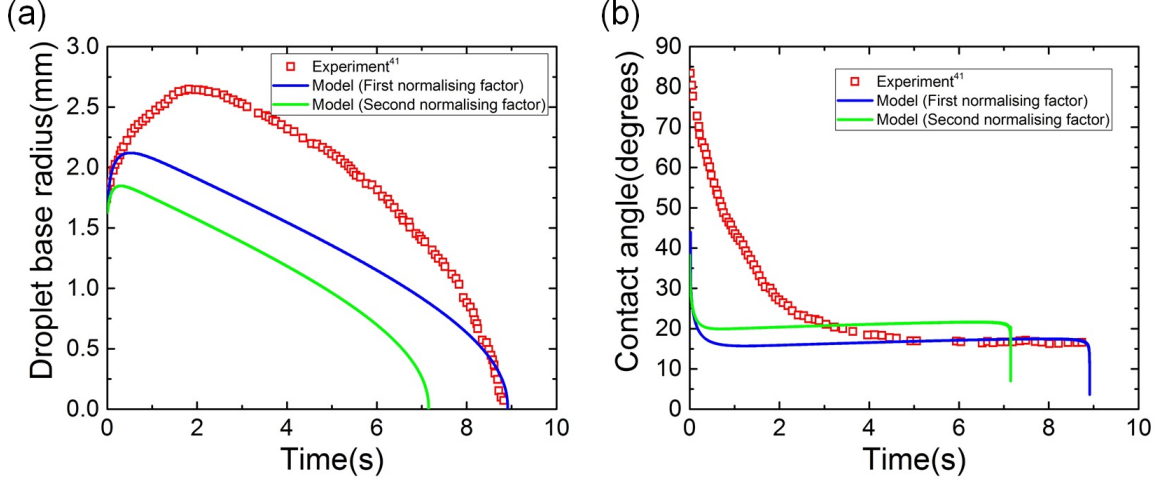 (a)
3.0
2.5
2.0
1.5
1.0
0.5
0.0
Droplet base radius(mm)
Experiment⁴¹
Model (First normalising factor)
Model (Second normalising factor)
0 2 4 6 8 10
Time(s)
(b)
90
80
70
60
50
40
30
20
10
0
Contact angle(degrees)
Experiment⁴¹
Model (First normalising factor)
Model (Second normalising factor)
0 2 4 6 8 10
Time(s)